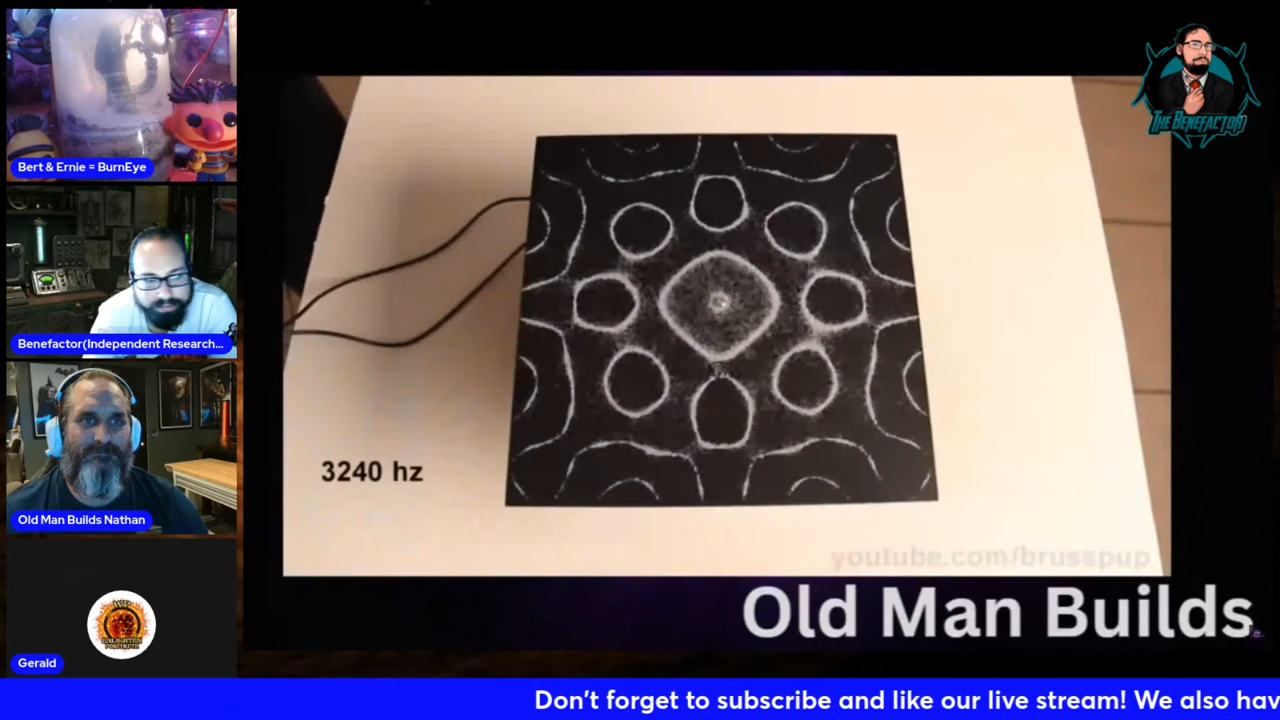 Bert & Ernie = BurnEye
Benefactor(Independent Research...
Old Man Builds Nathan
Gerald
THE BENEFACTOR
3240 hz
youtube.com/brusspup
Old Man Builds
Don't forget to subscribe and like our live stream! We also hav